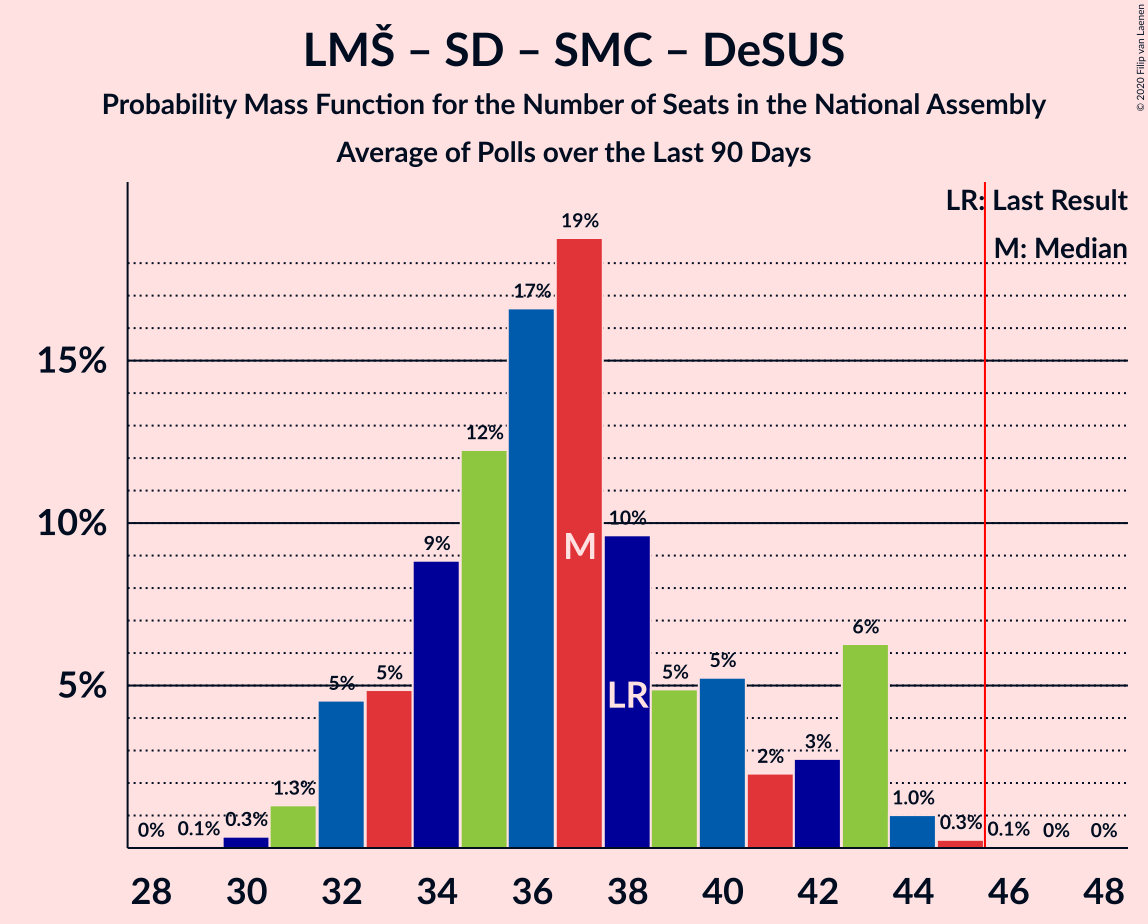 LMŠ – SD – SMC – DeSUS
Probability Mass Function for the Number of Seats in the National Assembly
Average of Polls over the Last 90 Days
© 2020 Filip van Laenen
LR: Last Result
M: Median
15%
10%
5%
0%
0.1%
0.3%
1.3%
5%
5%
9%
12%
17%
19%
10%
5%
5%
2%
3%
6%
1.0%
0.3%
0.1%
0%
0%
M
LR
28 30 32 34 36 38 40 42 44 46 48